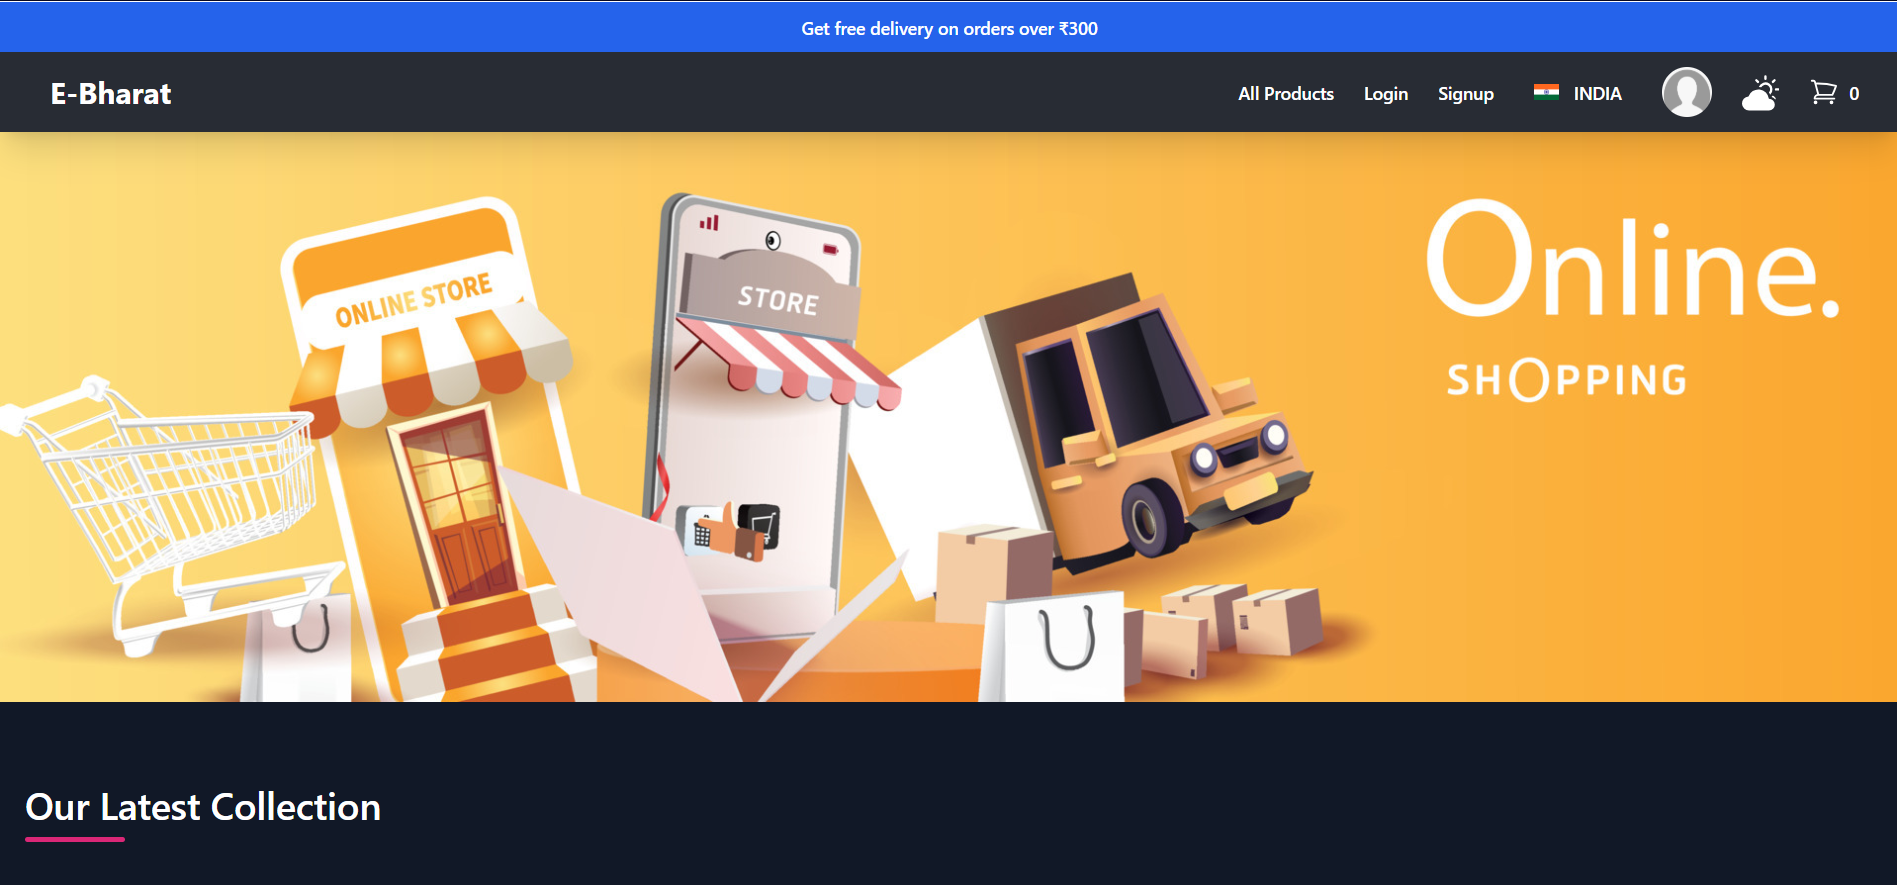 Get free delivery on orders over ₹300
E-Bharat
All Products
Login
Signup
INDIA
0
ONLINE STORE
STORE
Online.
SHOPPING
Our Latest Collection